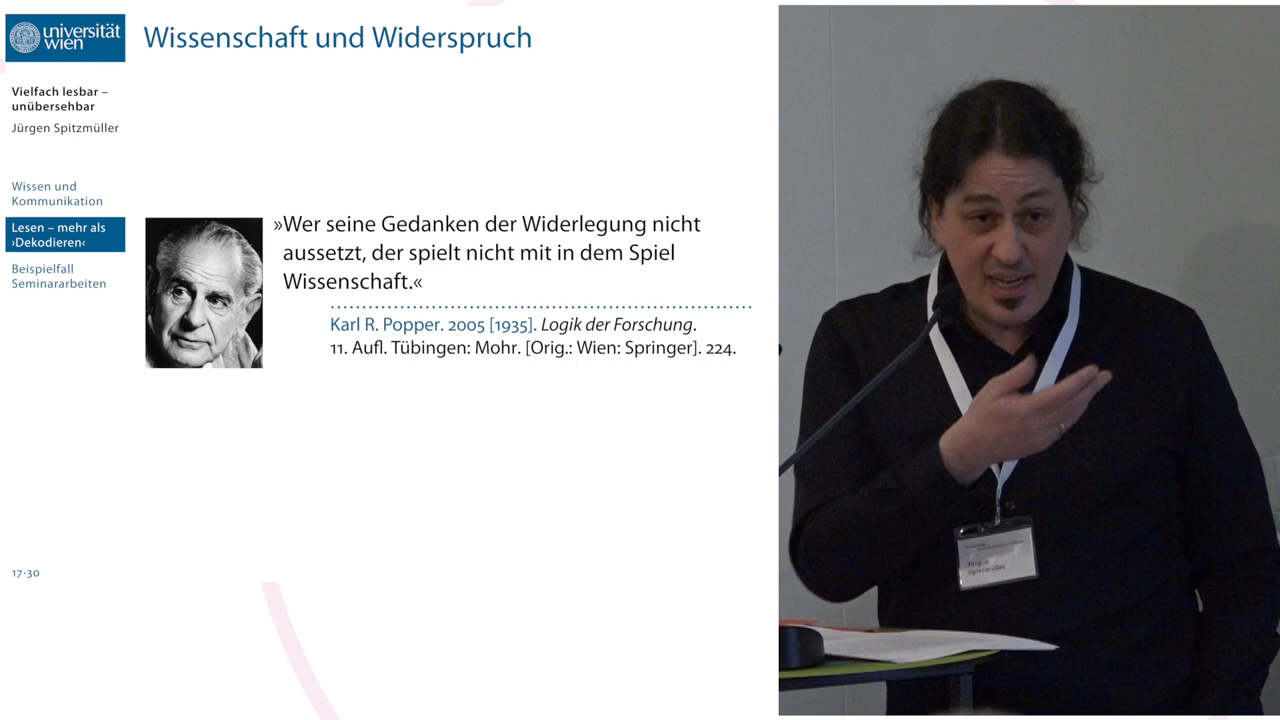 universität
wien
Wissenschaft und Widerspruch
Vielfach lesbar –
unübersehbar
Jürgen Spitzmüller
Wissen und
Kommunikation
Lesen – mehr als
›Dekodieren‹
Beispielfall
Seminararbeiten
»Wer seine Gedanken der Widerlegung nicht
aussetzt, der spielt nicht mit in dem Spiel
Wissenschaft.«
Karl R. Popper. 2005 [1935]. Logik der Forschung.
11. Aufl. Tübingen: Mohr. [Orig.: Wien: Springer]. 224.
17·30
Jürgen
Spitzmüller